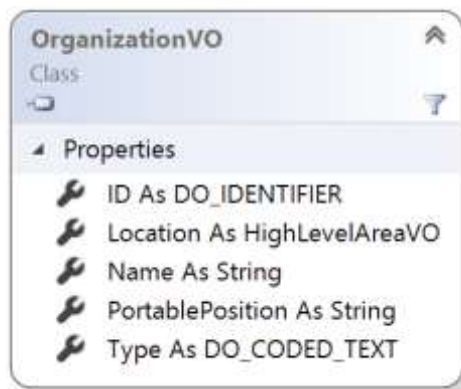 OrganizationVO
Class
Properties
ID As DO_IDENTIFIER
Location As HighLevelAreaVO
Name As String
PortablePosition As String
Type As DO_CODED_TEXT